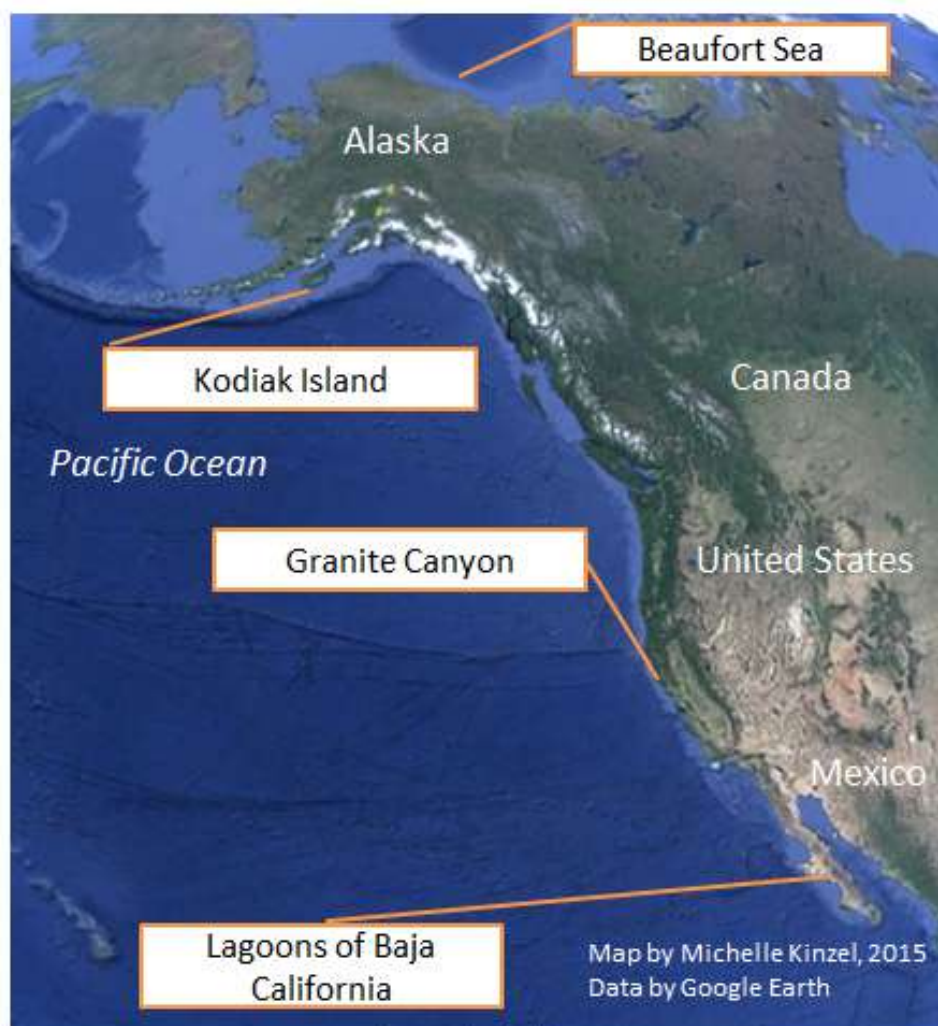 Beaufort Sea
Alaska
Kodiak Island
Canada
Pacific Ocean
Granite Canyon
United States
Mexico
Lagoons of Baja
California
Map by Michelle Kinzel, 2015
Data by Google Earth